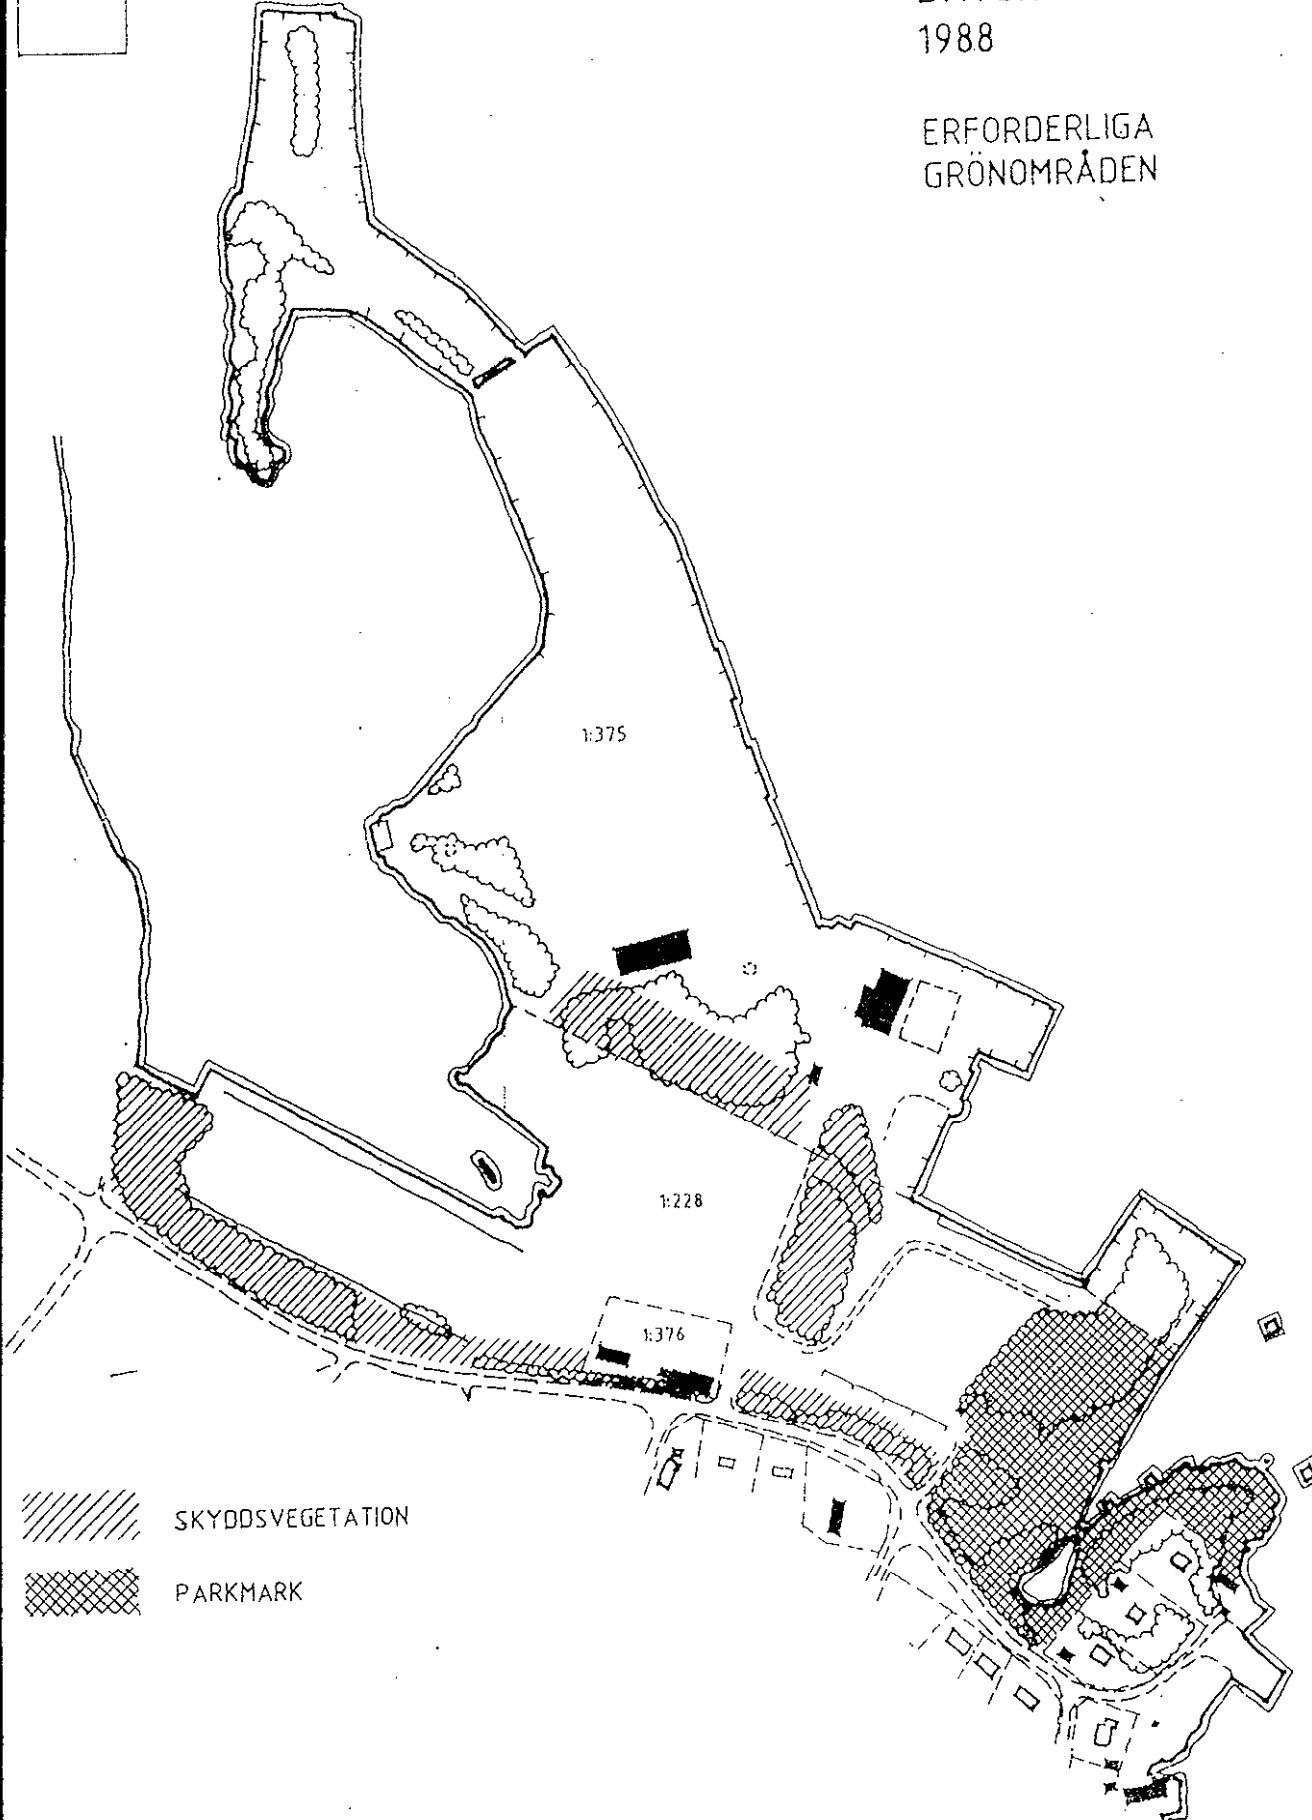 1988
ERFORDERLIGA
GRÖNOMRÅDEN
1:375
1:228
1:376
SKYDDSVEGETATION
PARKMARK